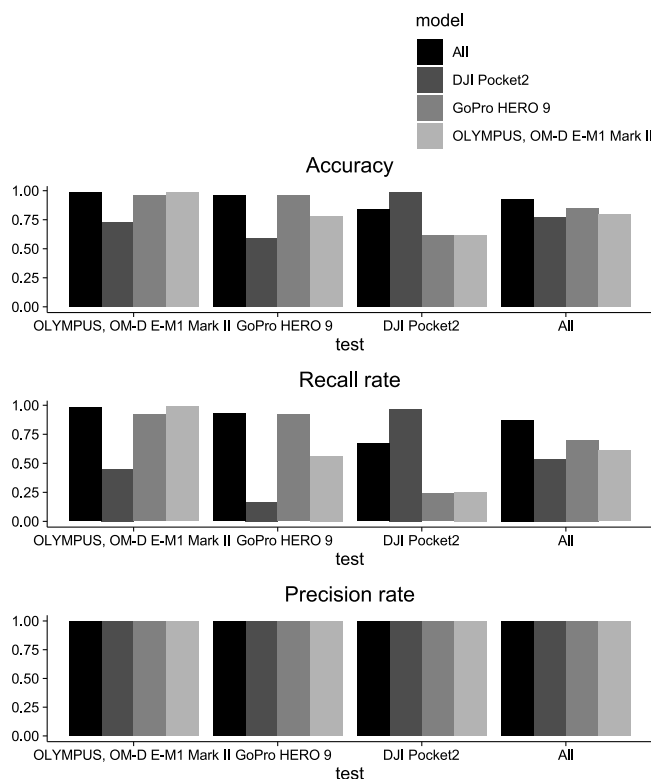 model
All
DJI Pocket2
GoPro HERO 9
OLYMPUS, OM-D E-M1 Mark II
Accuracy
1.00
0.75
0.50
0.25
0.00
OLYMPUS, OM-D E-M1 Mark II GoPro HERO 9 DJI Pocket2 All
test
Recall rate
1.00
0.75
0.50
0.25
0.00
OLYMPUS, OM-D E-M1 Mark II GoPro HERO 9 DJI Pocket2 All
test
Precision rate
1.00
0.75
0.50
0.25
0.00
OLYMPUS, OM-D E-M1 Mark II GoPro HERO 9 DJI Pocket2 All
test